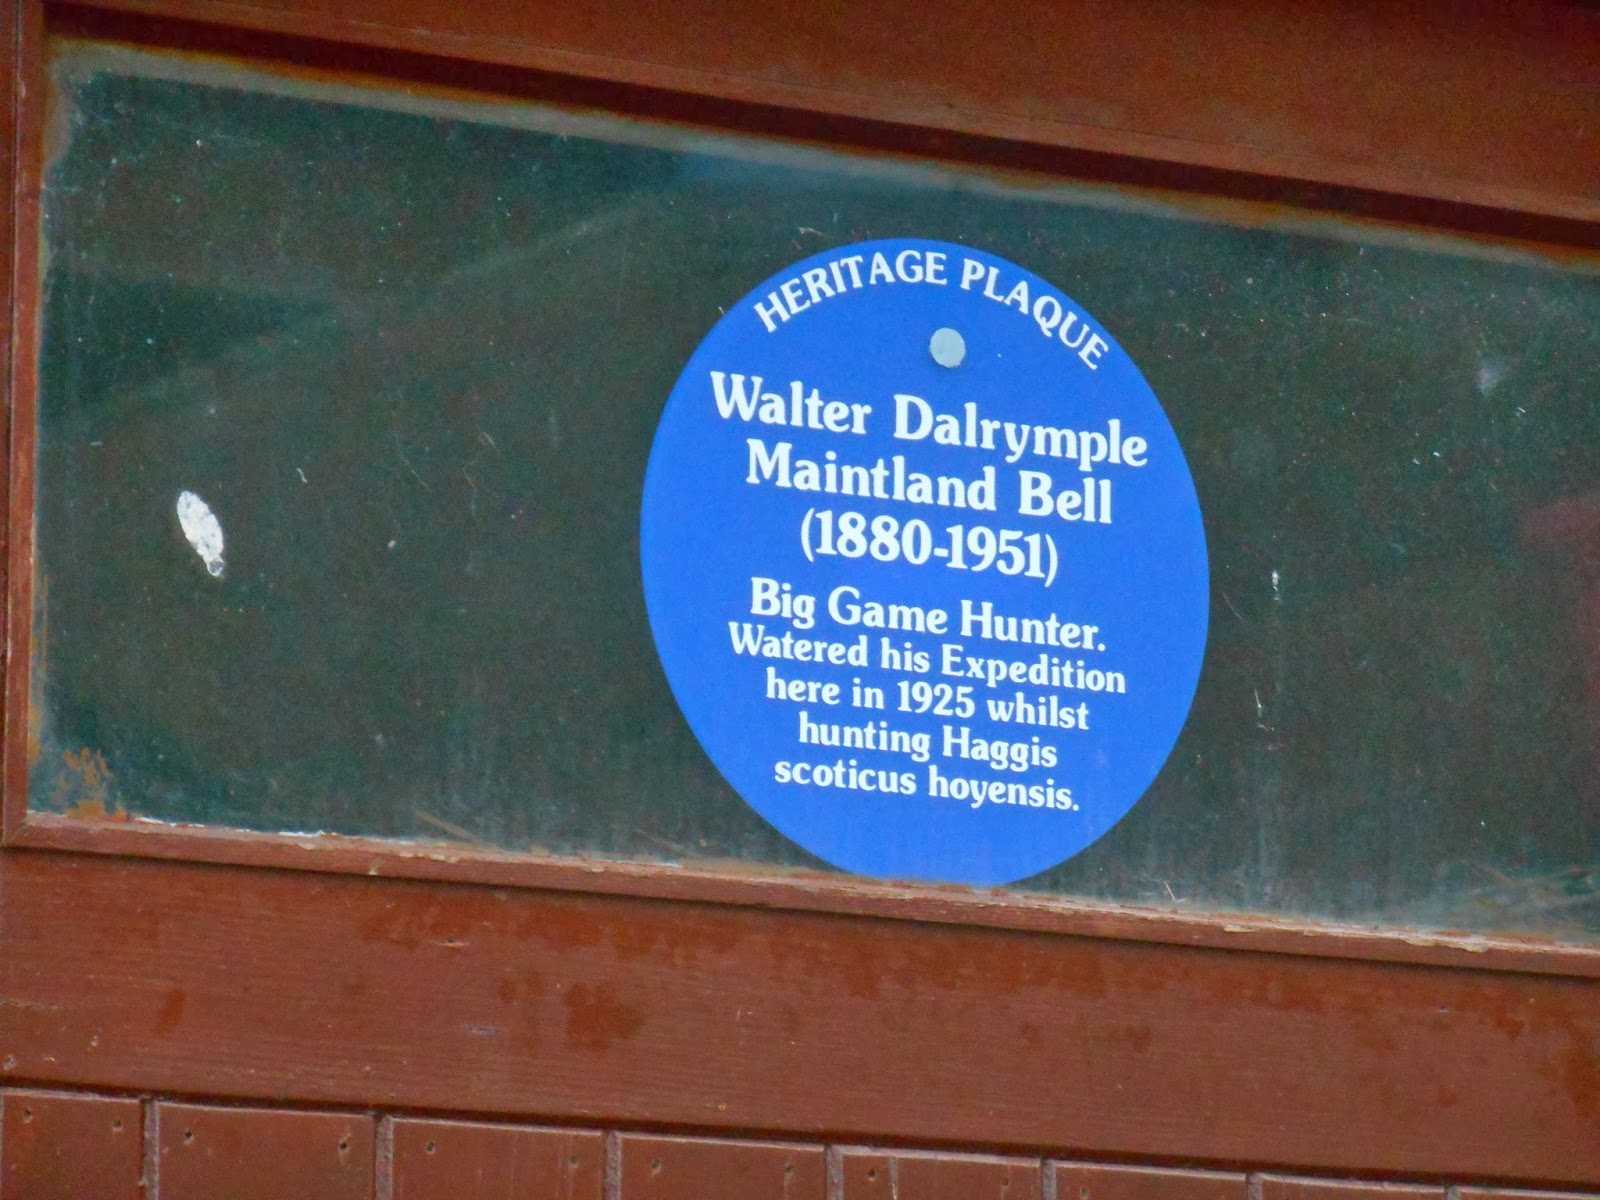 HERITAGE PLAQUE
Walter Dalrymple
Maintland Bell
(1880-1951)
Big Game Hunter.
Watered his Expedition
here in 1925 whilst
hunting Haggis
scoticus hoyensis.